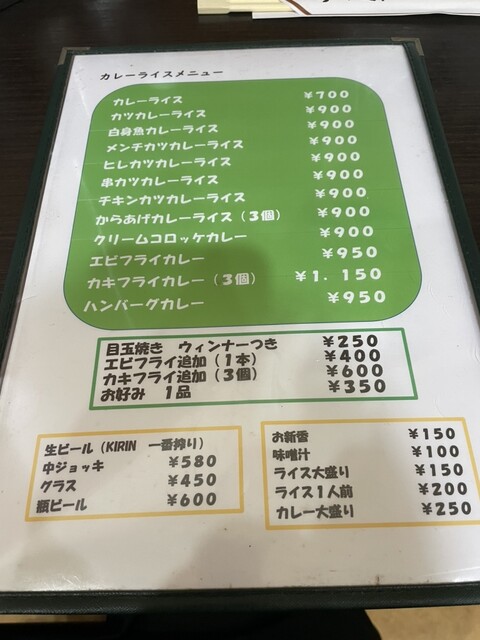 カレーライスメニュー
カレーライス ¥700
カツカレーライス ¥900
白身魚カレーライス ¥900
メンチカツカレーライス ¥900
ヒレカツカレーライス ¥900
串カツカレーライス ¥900
チキンカツカレーライス ¥900
からあげカレーライス（3個） ¥900
クリームコロッケカレー ¥900
エビフライカレー ¥950
カキフライカレー（3個） ¥1．150
ハンバーグカレー ¥950
目玉焼き ウィンナーつき ¥250
エビフライ追加（1本） ¥400
カキフライ追加（3個） ¥600
お好み 1品 ¥350
生ビール（KIRIN 一番搾り）
中ジョッキ ¥580
グラス ¥450
瓶ビール ¥600
お新香 ¥150
味噌汁 ¥100
ライス大盛り ¥150
ライス1人前 ¥200
カレー大盛り ¥250